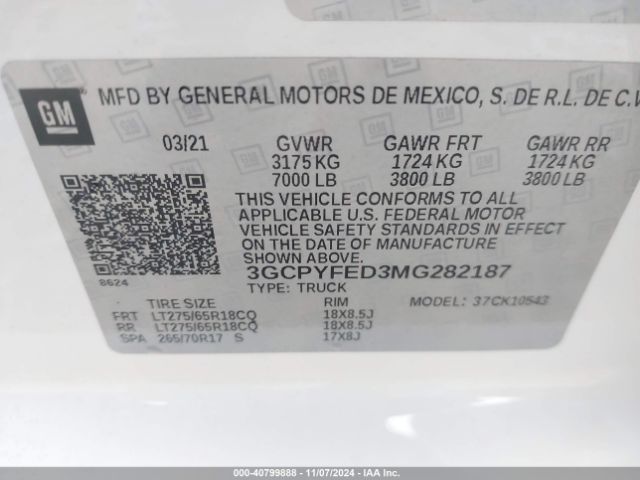 GM
MFD BY GENERAL MOTORS DE MEXICO, S. DE R.L. DE C.V
03/21 GVWR GAWR FRT GAWR RR
3175 KG 1724 KG 1724 KG
7000 LB 3800 LB 3800 LB
THIS VEHICLE CONFORMS TO ALL
APPLICABLE U.S. FEDERAL MOTOR
VEHICLE SAFETY STANDARDS IN EFFECT
ON THE DATE OF MANUFACTURE SHOWN ABOVE.
3GCPYFED3MG282187
8624
TYPE: TRUCK MODEL: 37CK10543
TIRE SIZE RIM
FRT LT275/65R18CQ 18X8.5J
RR LT275/65R18CQ 18X8.5J
SPA 265/70R17 S 17X8J
© - 40799888 - 11/07/2024 - IAA Inc.